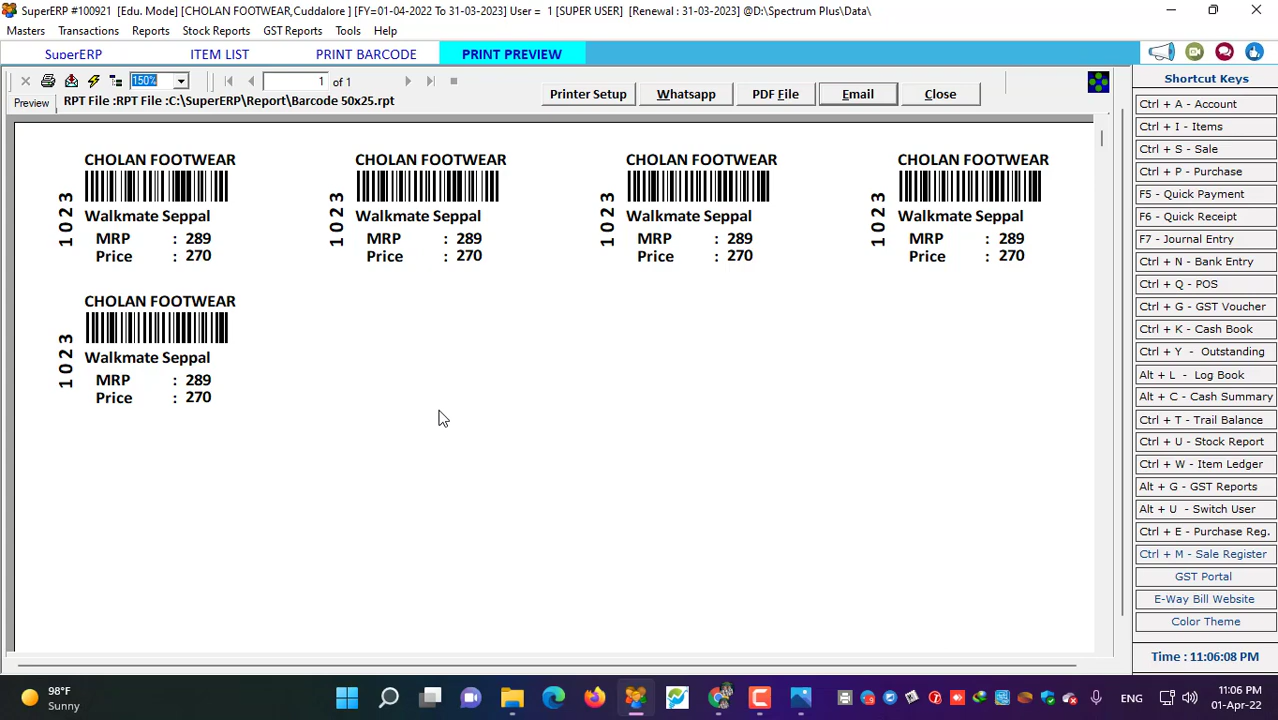 SuperERP #100921 [Edu. Mode] [CHOLAN FOOTWEAR,Cuddalore ] [FY=01-04-2022 To 31-03-2023] User = 1 [SUPER USER] [Renewal : 31-03-2023] @D:\Spectrum Plus\Data\
Masters Transactions Reports Stock Reports GST Reports Tools Help
SuperERP ITEM LIST PRINT BARCODE PRINT PREVIEW
150% 1 of 1
Preview RPT File :RPT File :C:\SuperERP\Report\Barcode 50x25.rpt
Printer Setup Whatsapp PDF File Email Close
CHOLAN FOOTWEAR
1023
Walkmate Seppal
MRP : 289
Price : 270
CHOLAN FOOTWEAR
1023
Walkmate Seppal
MRP : 289
Price : 270
CHOLAN FOOTWEAR
1023
Walkmate Seppal
MRP : 289
Price : 270
CHOLAN FOOTWEAR
1023
Walkmate Seppal
MRP : 289
Price : 270
CHOLAN FOOTWEAR
1023
Walkmate Seppal
MRP : 289
Price : 270
Shortcut Keys
Ctrl + A - Account
Ctrl + I - Items
Ctrl + S - Sale
Ctrl + P - Purchase
F5 - Quick Payment
F6 - Quick Receipt
F7 - Journal Entry
Ctrl + N - Bank Entry
Ctrl + Q - POS
Ctrl + G - GST Voucher
Ctrl + K - Cash Book
Ctrl + Y - Outstanding
Alt + L - Log Book
Alt + C - Cash Summary
Ctrl + T - Trail Balance
Ctrl + U - Stock Report
Ctrl + W - Item Ledger
Alt + G - GST Reports
Alt + U - Switch User
Ctrl + E - Purchase Reg.
Ctrl + M - Sale Register
GST Portal
E-Way Bill Website
Color Theme
Time : 11:06:08 PM
98°F
Sunny
ENG
11:06 PM
01-Apr-22